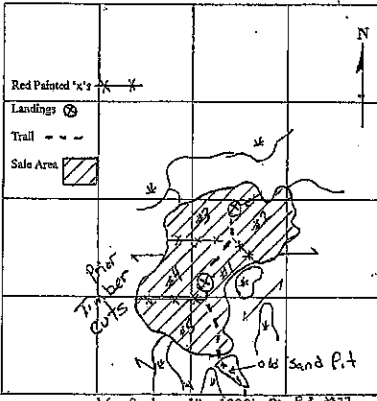 N
Red Painted "x"s
Landings
Trail
Sale Area
#3
#2
#4
#1
#5
Prior
Timber
Cuts
old Sand Pit